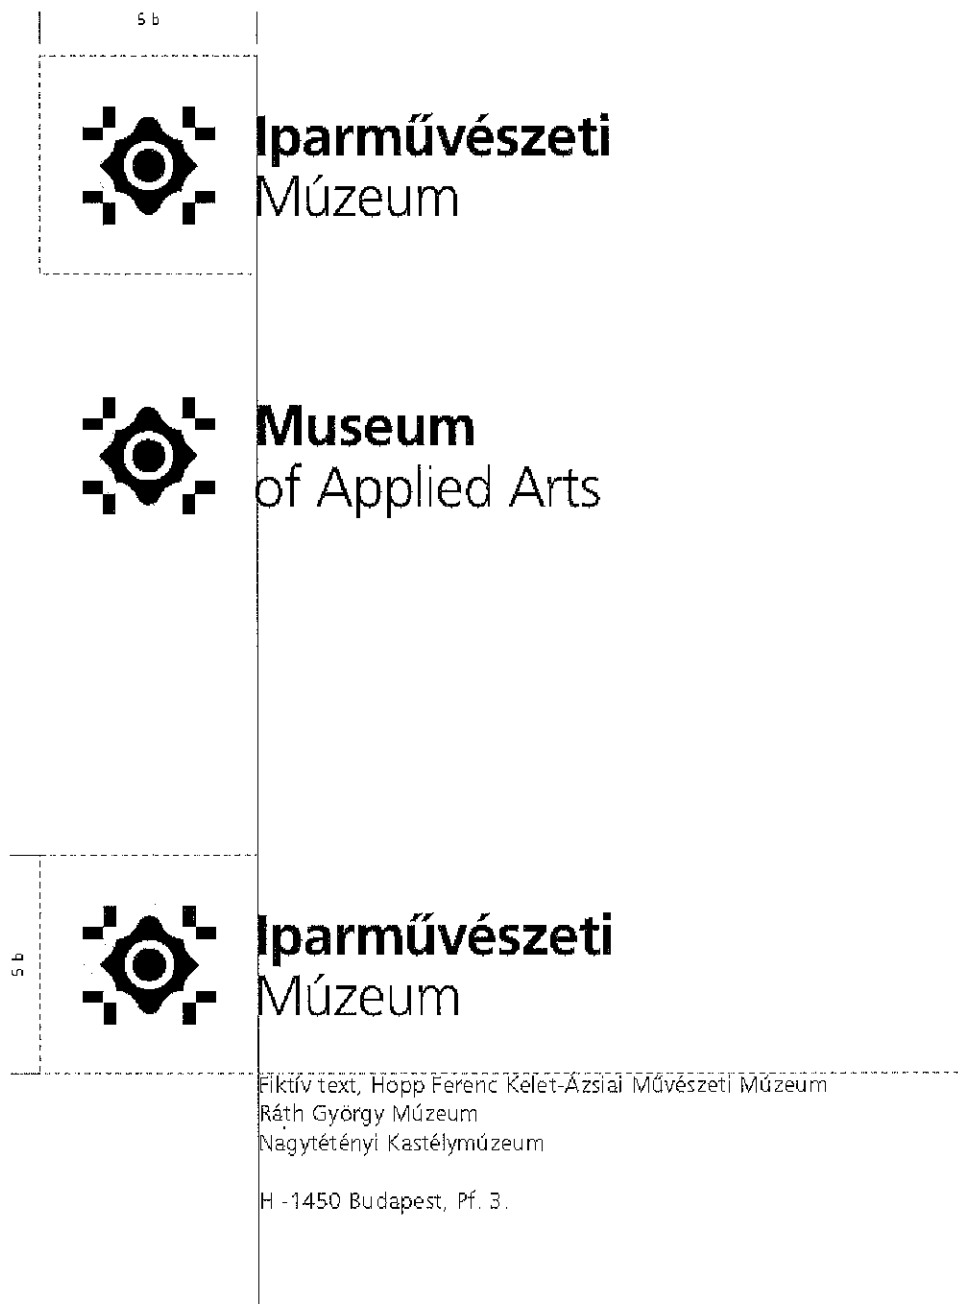 5 b
Iparművészeti
Múzeum
Museum
of Applied Arts
5 b
Iparművészeti
Múzeum
Fiktív text, Hopp Ferenc Kelet-Ázsiai Művészeti Múzeum
Ráth György Múzeum
Nagytétényi Kastélymúzeum
H -1450 Budapest, Pf. 3.